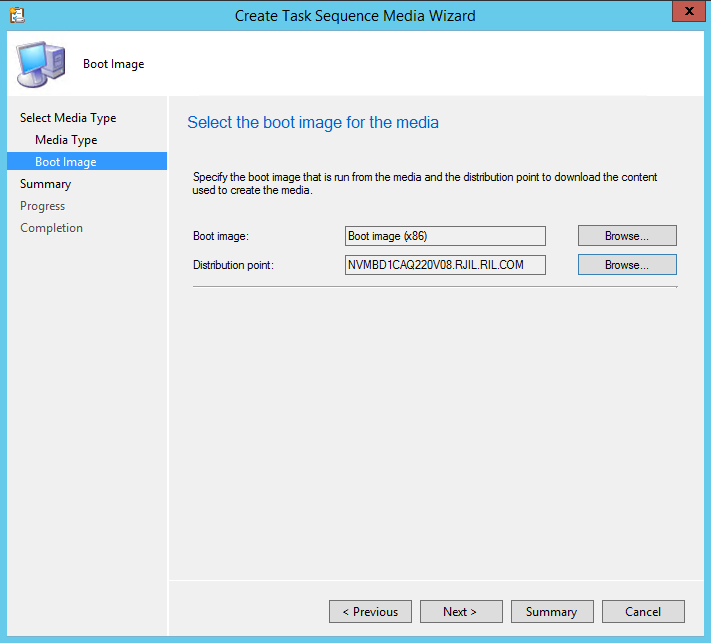 Create Task Sequence Media Wizard
x
Boot Image
Select Media Type
Media Type
Boot Image
Summary
Progress
Completion
Select the boot image for the media
Specify the boot image that is run from the media and the distribution point to download the content
used to create the media.
Boot image: Boot image (x86) Browse...
Distribution point: NVMBD1CAQ220V08.RJIL.RIL.COM Browse...
< Previous Next > Summary Cancel